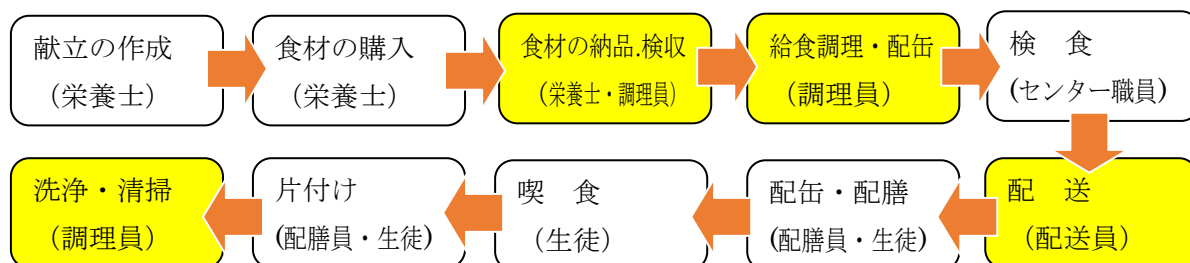 献立の作成
（栄養士）
食材の購入
（栄養士）
食材の納品.検収
（栄養士・調理員）
給食調理・配缶
（調理員）
検　食
(センター職員)
配　送
（配送員）
配缶・配膳
(配膳員・生徒)
喫　食
（生徒）
片付け
(配膳員・生徒)
洗浄・清掃
（調理員）